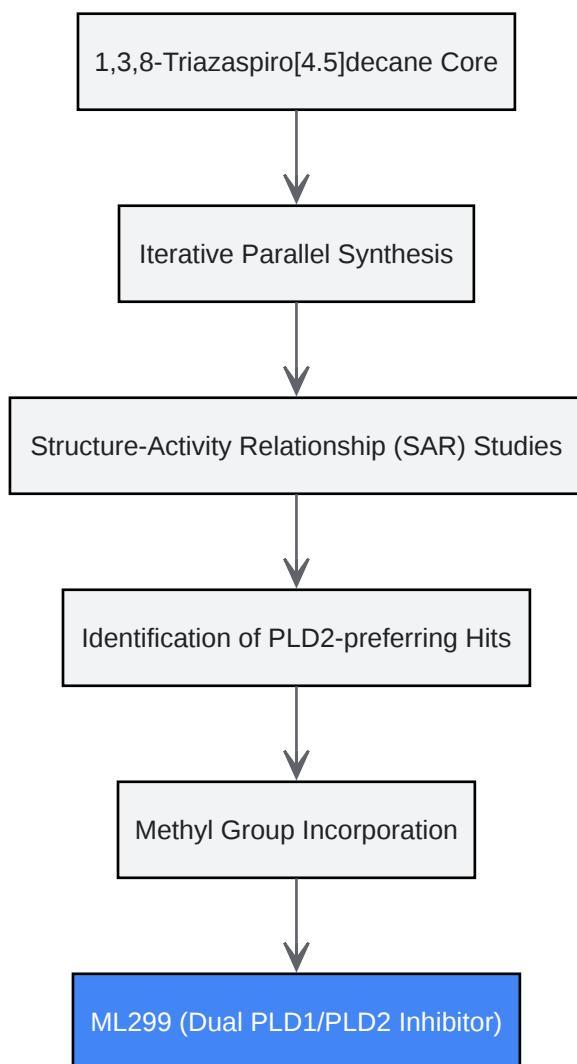 1,3,8-Triazaspiro[4.5]decane Core
Iterative Parallel Synthesis
Structure-Activity Relationship (SAR) Studies
Identification of PLD2-preferring Hits
Methyl Group Incorporation
ML299 (Dual PLD1/PLD2 Inhibitor)